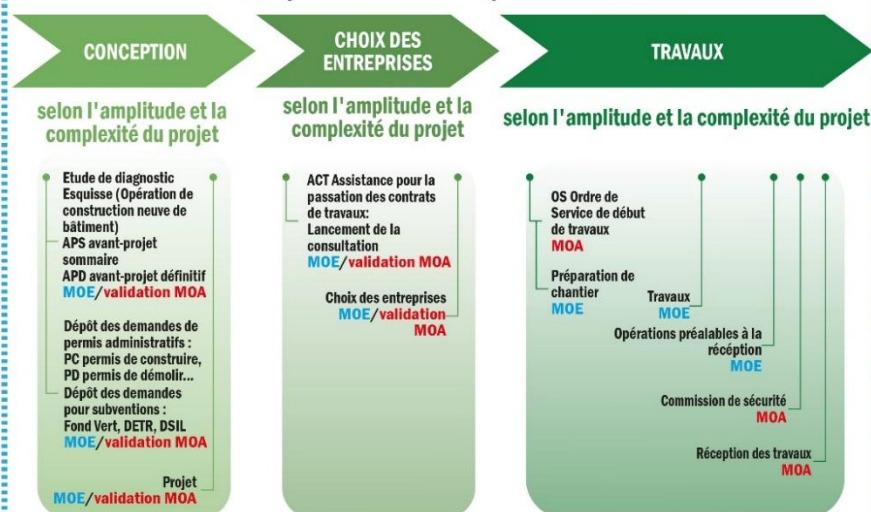 CONCEPTION
selon l'amplitude et la
complexité du projet
Etude de diagnostic
Esquisse (Opération de
construction neuve de
bâtiment)
APS avant-projet
sommaire
APD avant-projet définitif
MOE/validation MOA
Dépôt des demandes de
permis administratifs :
PC permis de construire,
PD permis de démolir...
Dépôt des demandes
pour subventions :
Fond Vert, DETR, DSIL
MOE/validation MOA
Projet
MOE/validation MOA
CHOIX DES
ENTREPRISES
selon l'amplitude et la
complexité du projet
ACT Assistance pour la
passation des contrats
de travaux:
Lancement de la
consultation
MOE/validation MOA
Choix des entreprises
MOE/validation
MOA
TRAVAUX
selon l'amplitude et la complexité du projet
OS Ordre de
Service de début
de travaux
MOA
Préparation de
chantier
MOE
Travaux
MOE
Opérations préalables à la
récéption
MOE
Commission de sécurité
MOA
Réception des travaux
MOA